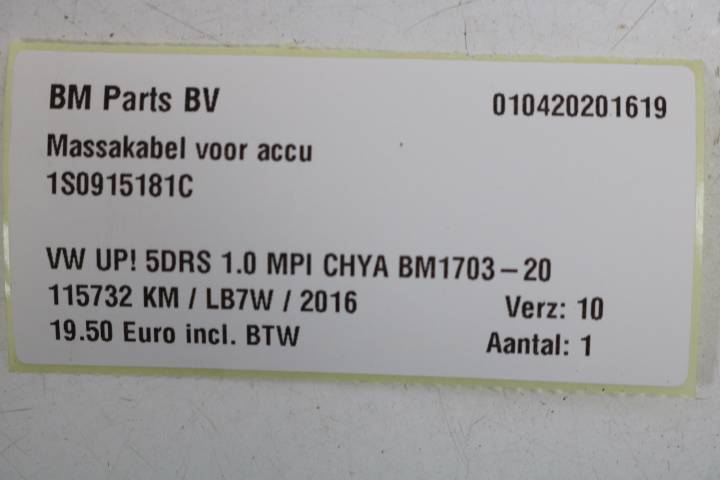 BM Parts BV 010420201619
Massakabel voor accu
1S0915181C
VW UP! 5DRS 1.0 MPI CHYA BM1703-20
115732 KM / LB7W / 2016 Verz: 10
19.50 Euro incl. BTW Aantal: 1